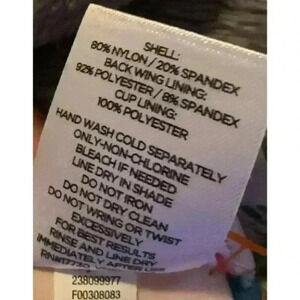 SHELL:
80% NYLON / 20% SPANDEX
BACK WING LINING:
92% POLYESTER / 8% SPANDEX
CUP LINING:
100% POLYESTER
HAND WASH COLD SEPARATELY
ONLY-NON-CHLORINE
BLEACH IF NEEDED
LINE DRY IN SHADE
DO NOT IRON
DO NOT DRY CLEAN
DO NOT WRING OR TWIST
EXCESSIVELY
FOR BEST RESULTS
RINSE AND LINE DRY
IMMEDIATELY AFTER USE
238099977
F00308083